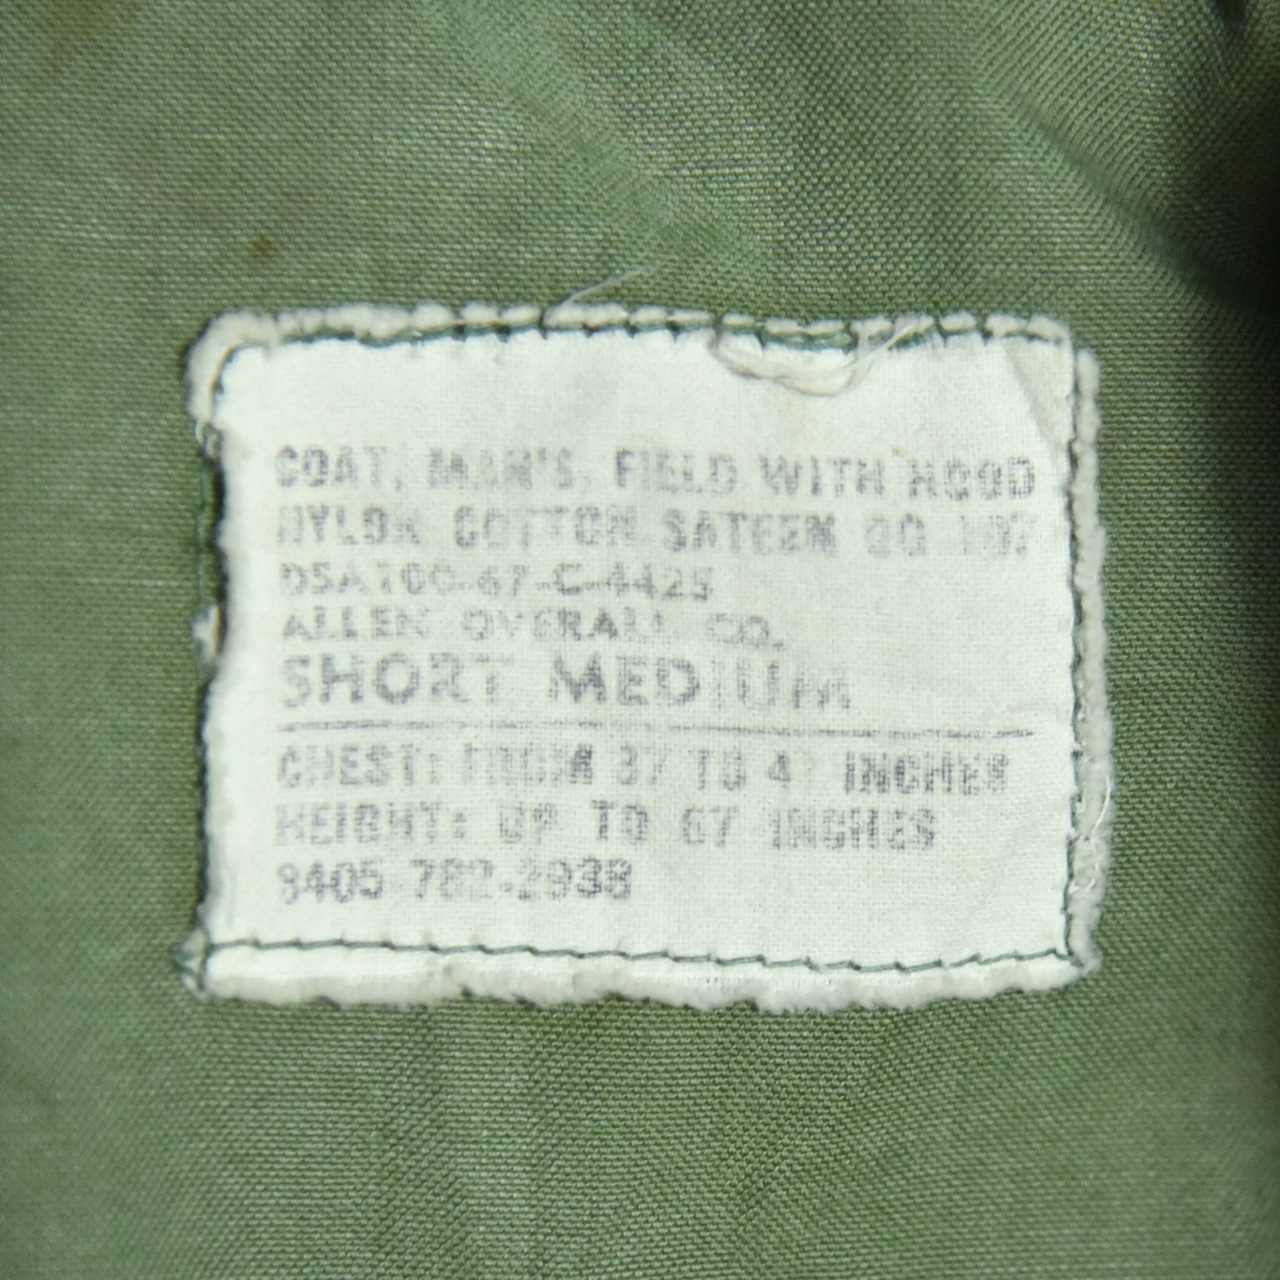 COAT, MAN'S, FIELD WITH HOOD
NYLON COTTON SATEEN OG 107
DSA100-67-C-4425
ALLEN OVERALL CO.
SHORT MEDIUM
CHEST: FROM 37 TO 41 INCHES
HEIGHT: UP TO 67 INCHES
8405-782-2938